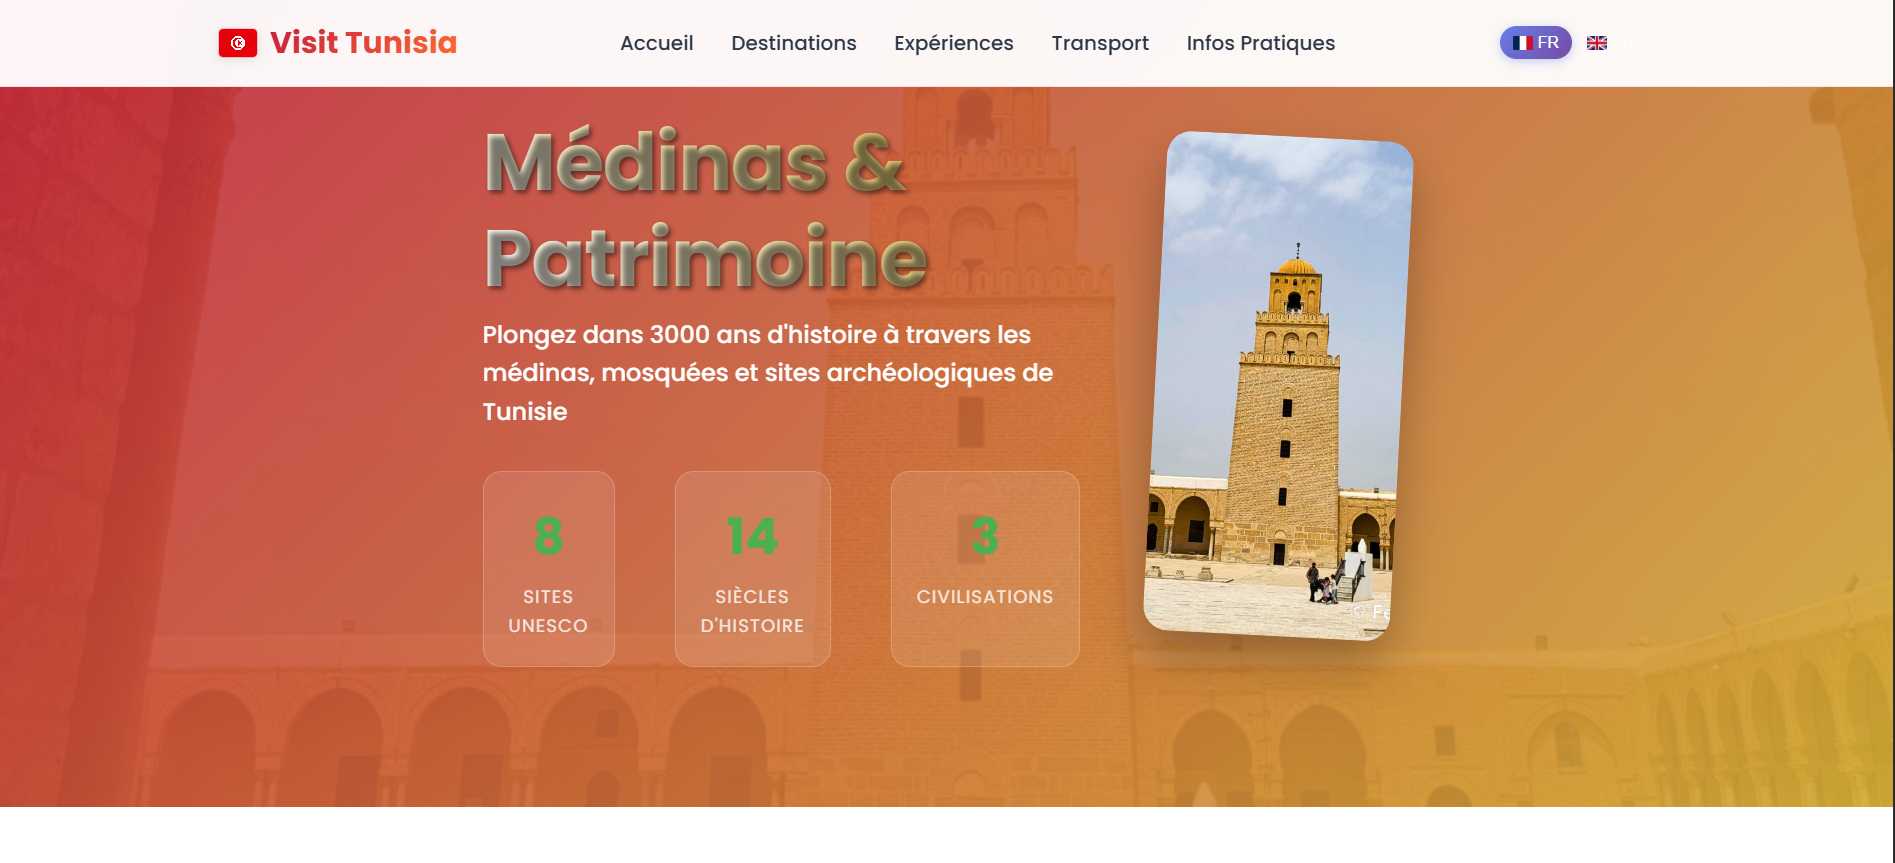 Visit Tunisia
Accueil
Destinations
Expériences
Transport
Infos Pratiques
FR
Médinas &
Patrimoine
Plongez dans 3000 ans d'histoire à travers les
médinas, mosquées et sites archéologiques de
Tunisie
8
SITES
UNESCO
14
SIÈCLES
D'HISTOIRE
3
CIVILISATIONS